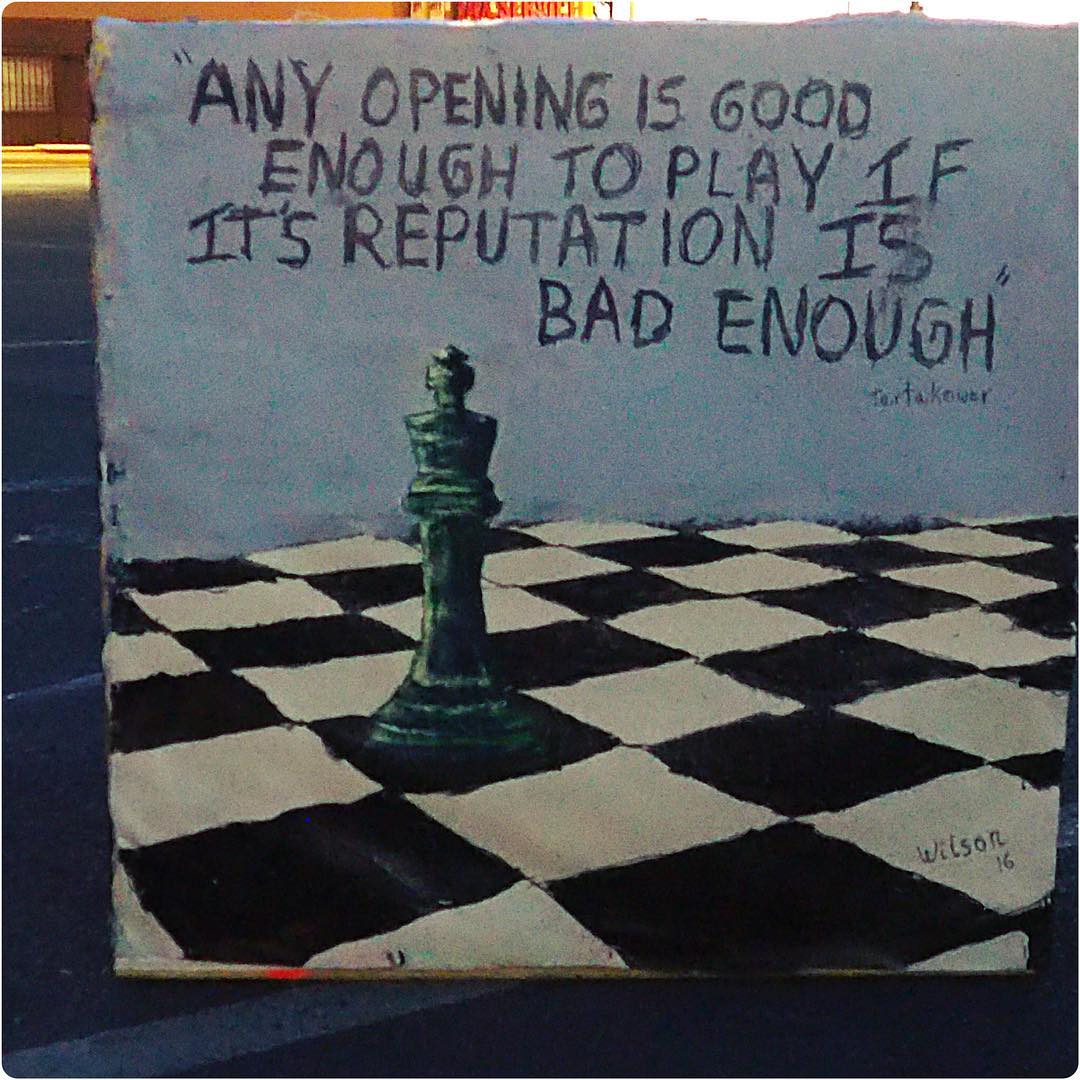 "ANY OPENING IS GOOD
ENOUGH TO PLAY IF
IT'S REPUTATION IS
BAD ENOUGH"
Tartakower
Wilson
16